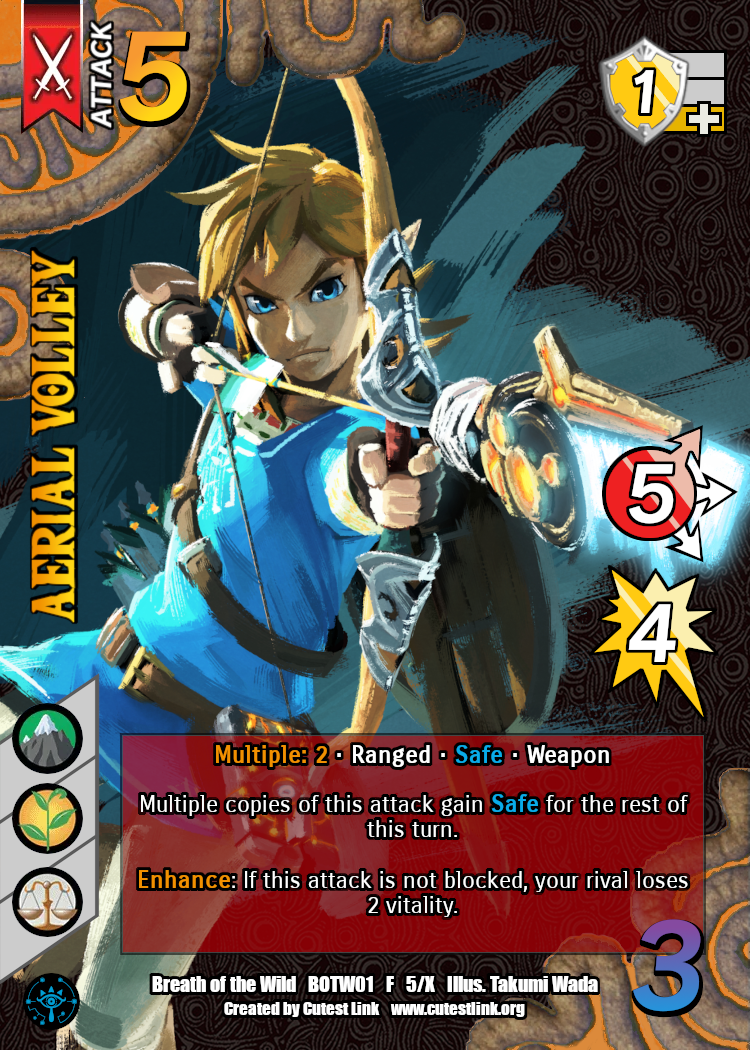 ATTACK
5
1
+
AERIAL VOLLEY
5
4
Multiple: 2 · Ranged · Safe · Weapon
Multiple copies of this attack gain Safe for the rest of
this turn.
Enhance: If this attack is not blocked, your rival loses
2 vitality.
3
Breath of the Wild BOTW01 F 5/X Illus. Takumi Wada
Created by Cutest Link www.cutestlink.org